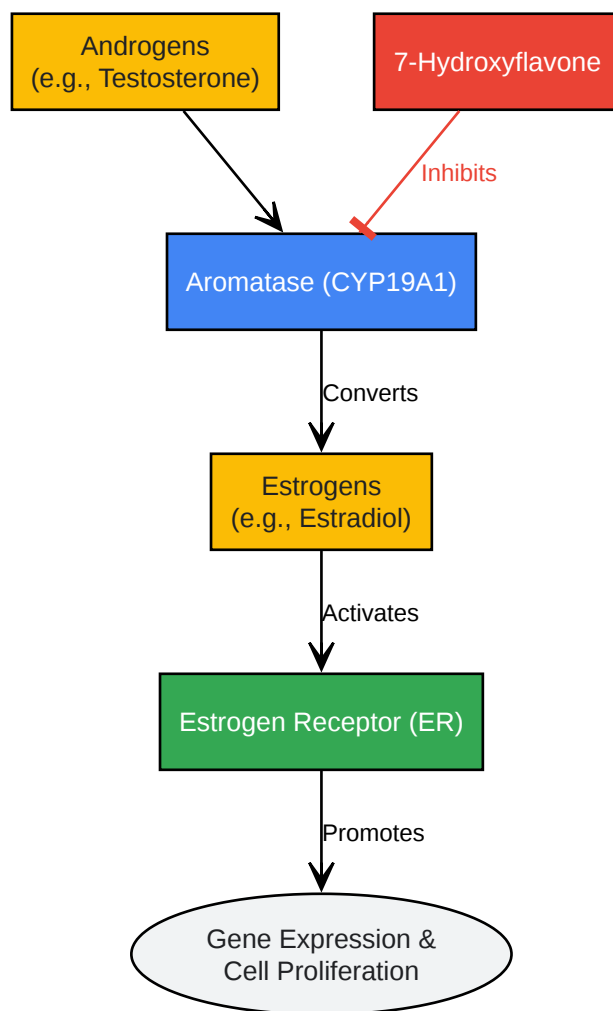 Androgens
(e.g., Testosterone)
7-Hydroxyflavone
Inhibits
Aromatase (CYP19A1)
Converts
Estrogens
(e.g., Estradiol)
Activates
Estrogen Receptor (ER)
Promotes
Gene Expression &
Cell Proliferation